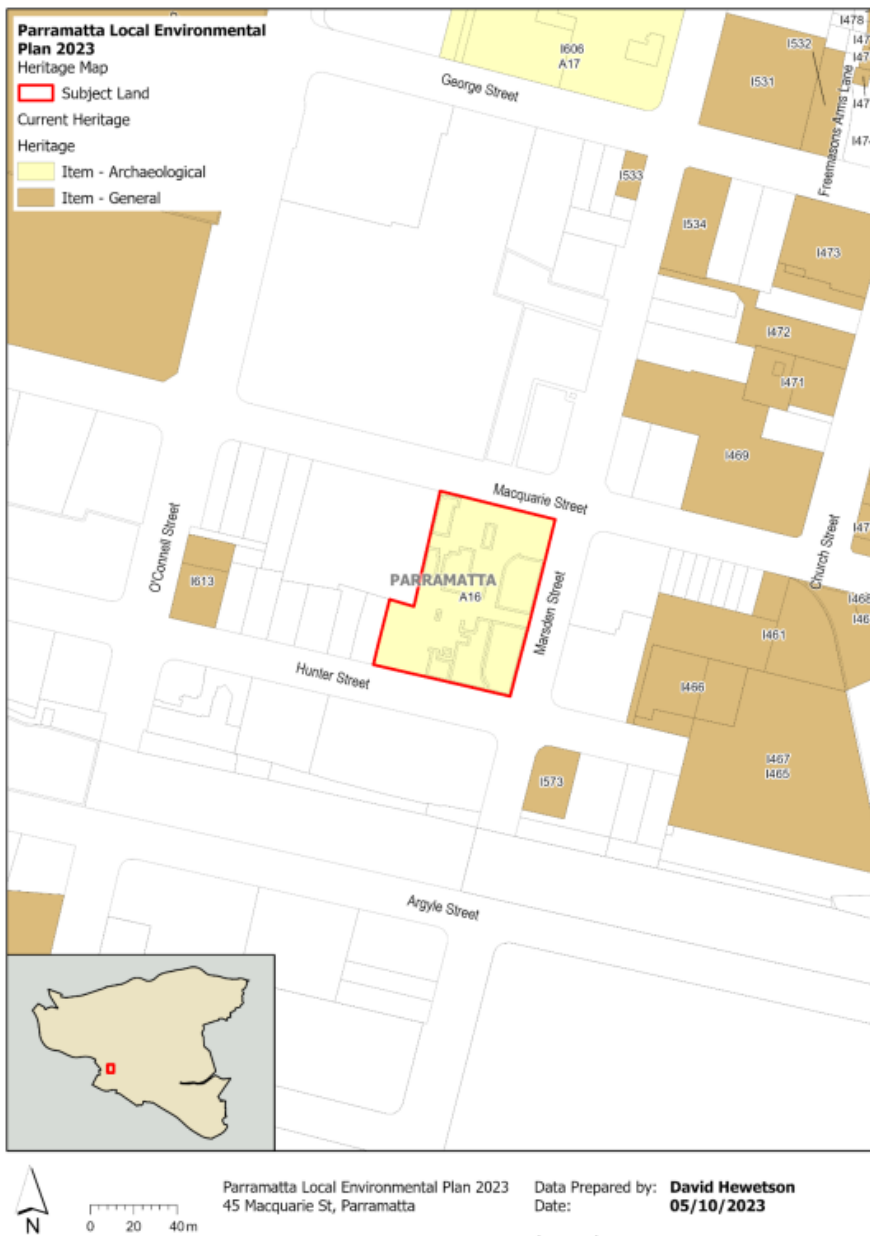 Parramatta Local Environmental
Plan 2023
Heritage Map
Subject Land
Current Heritage
Heritage
Item - Archaeological
Item - General
I606
A17
George Street
I531
I532
I478
Freemasons Arms Lane
I533
I534
I473
I472
I471
I469
Macquarie Street
O'Connell Street
I613
PARRAMATTA
A16
Marsden Street
Church Street
I461
I468
I466
I467
I465
Hunter Street
I573
Argyle Street
N
0 20 40m
Parramatta Local Environmental Plan 2023
45 Macquarie St, Parramatta
Data Prepared by: David Hewetson
Date: 05/10/2023